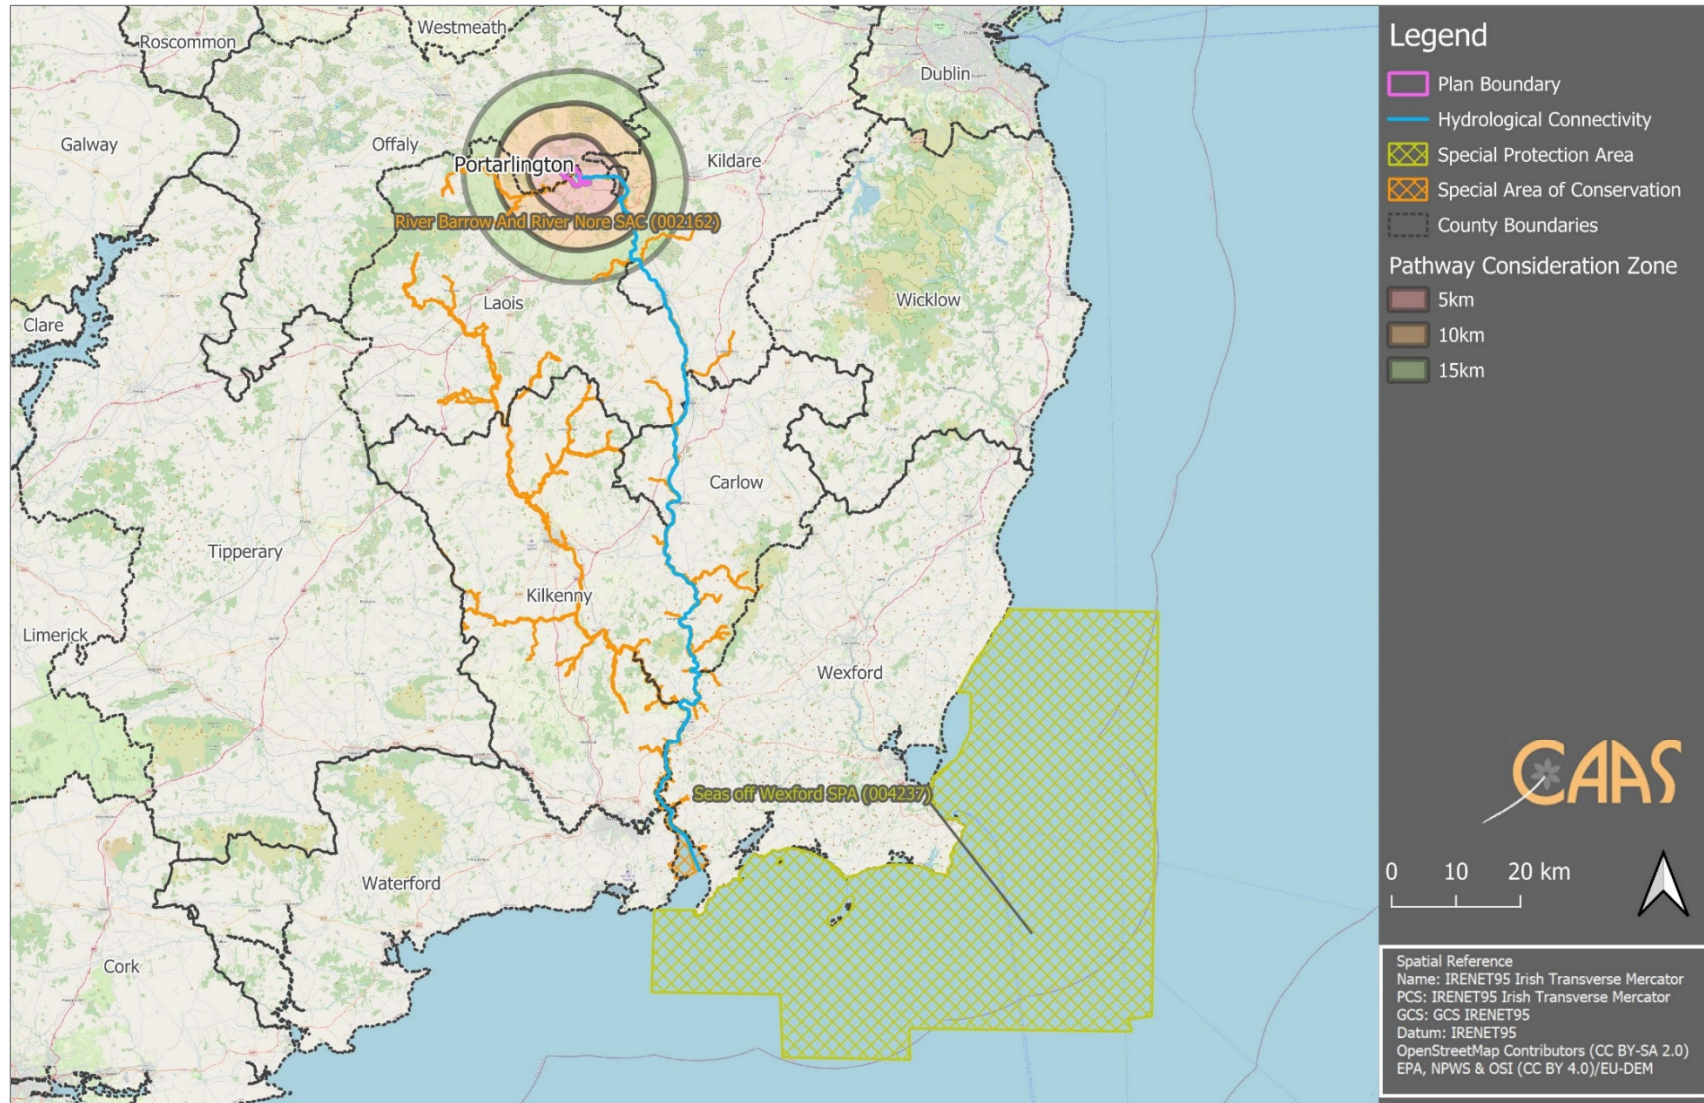 Westmeath
Roscommon
Dublin
Galway
Offaly
Portarlington
Kildare
River Barrow And River Nore SAC (002162)
Laois
Wicklow
Clare
Carlow
Tipperary
Kilkenny
Limerick
Wexford
Seas off Wexford SPA (004237)
Waterford
Cork
Legend
Plan Boundary
Hydrological Connectivity
Special Protection Area
Special Area of Conservation
County Boundaries
Pathway Consideration Zone
5km
10km
15km
CAAS
0 10 20 km
Spatial Reference
Name: IRENET95 Irish Transverse Mercator
PCS: IRENET95 Irish Transverse Mercator
GCS: GCS IRENET95
Datum: IRENET95
OpenStreetMap Contributors (CC BY-SA 2.0)
EPA, NPWS & OSI (CC BY 4.0)/EU-DEM